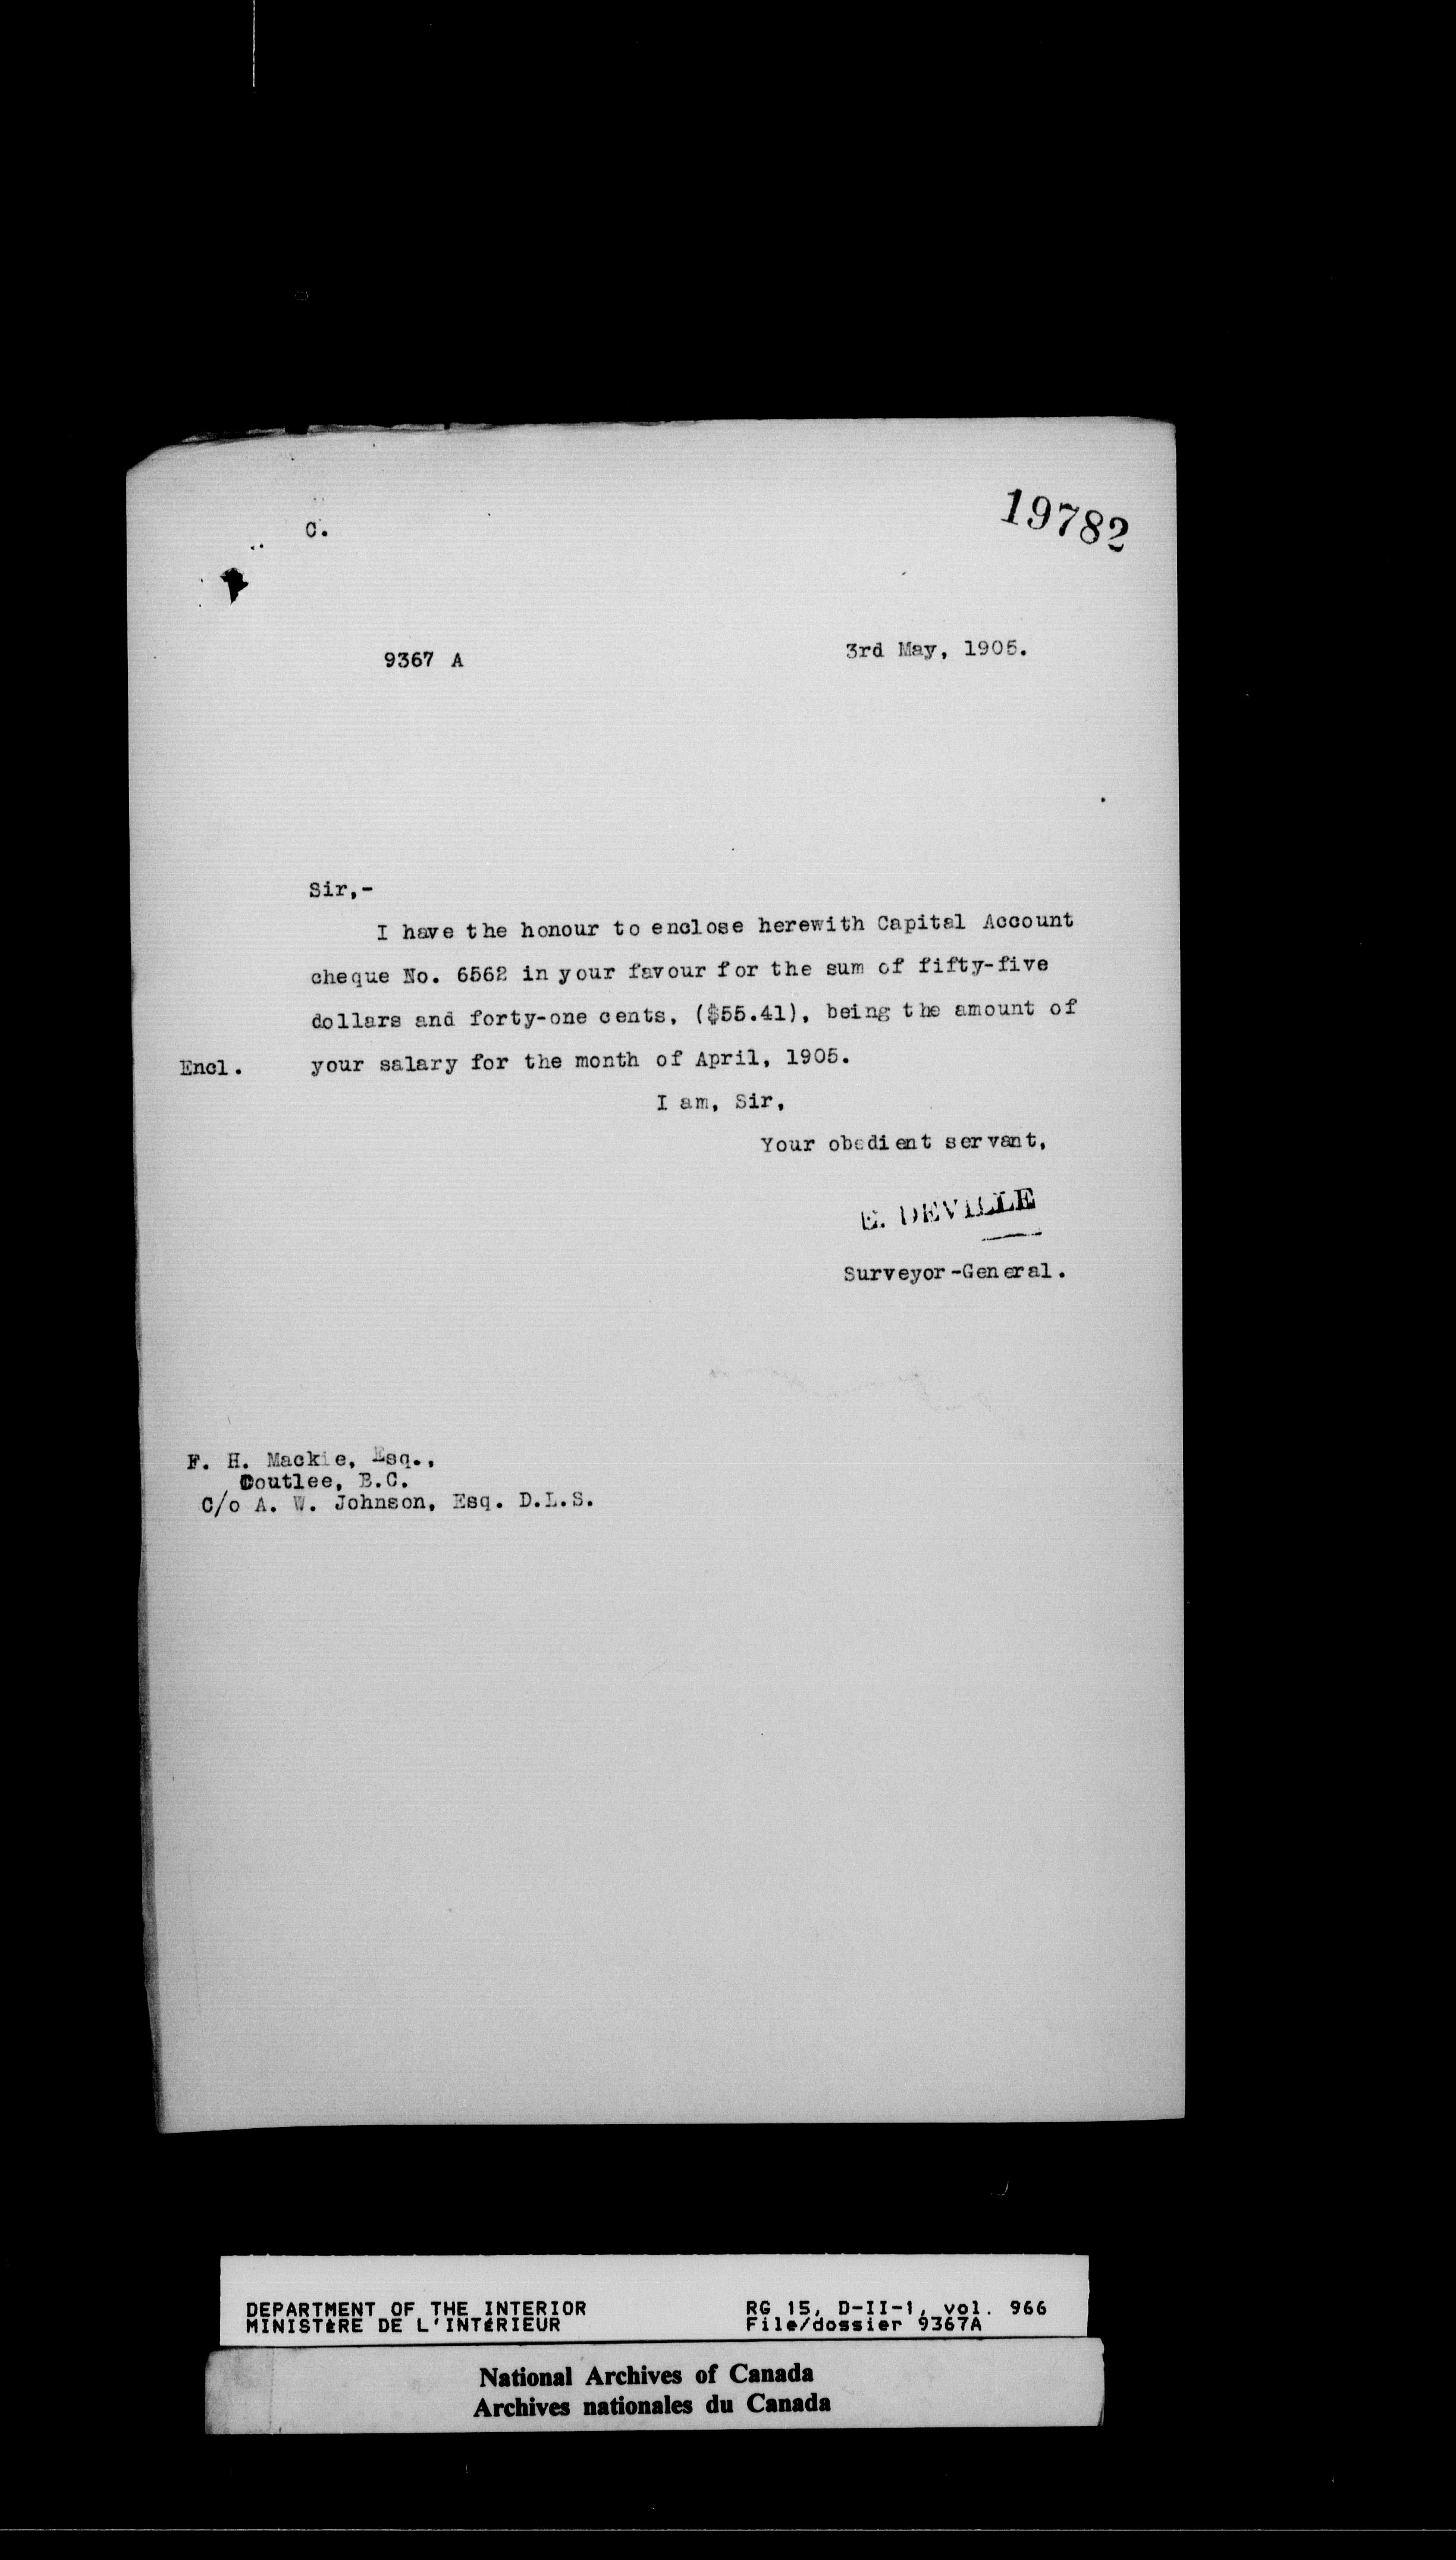 19782
C.
9367 A
3rd May, 1905.
Sir,-
I have the honour to enclose herewith Capital Account
cheque No. 6562 in your favour for the sum of fifty-five
dollars and forty-one cents, ($55.41), being the amount of
Encl. your salary for the month of April, 1905.
I am, Sir,
Your obedient servant,
E. DEVILLE
Surveyor-General.
F. H. Mackie, Esq.,
Coutlee, B.C.
C/o A. W. Johnson, Esq. D.L.S.
DEPARTMENT OF THE INTERIOR
MINISTÈRE DE L'INTÉRIEUR
RG 15, D-II-1, vol. 966
File/dossier 9367A
National Archives of Canada
Archives nationales du Canada